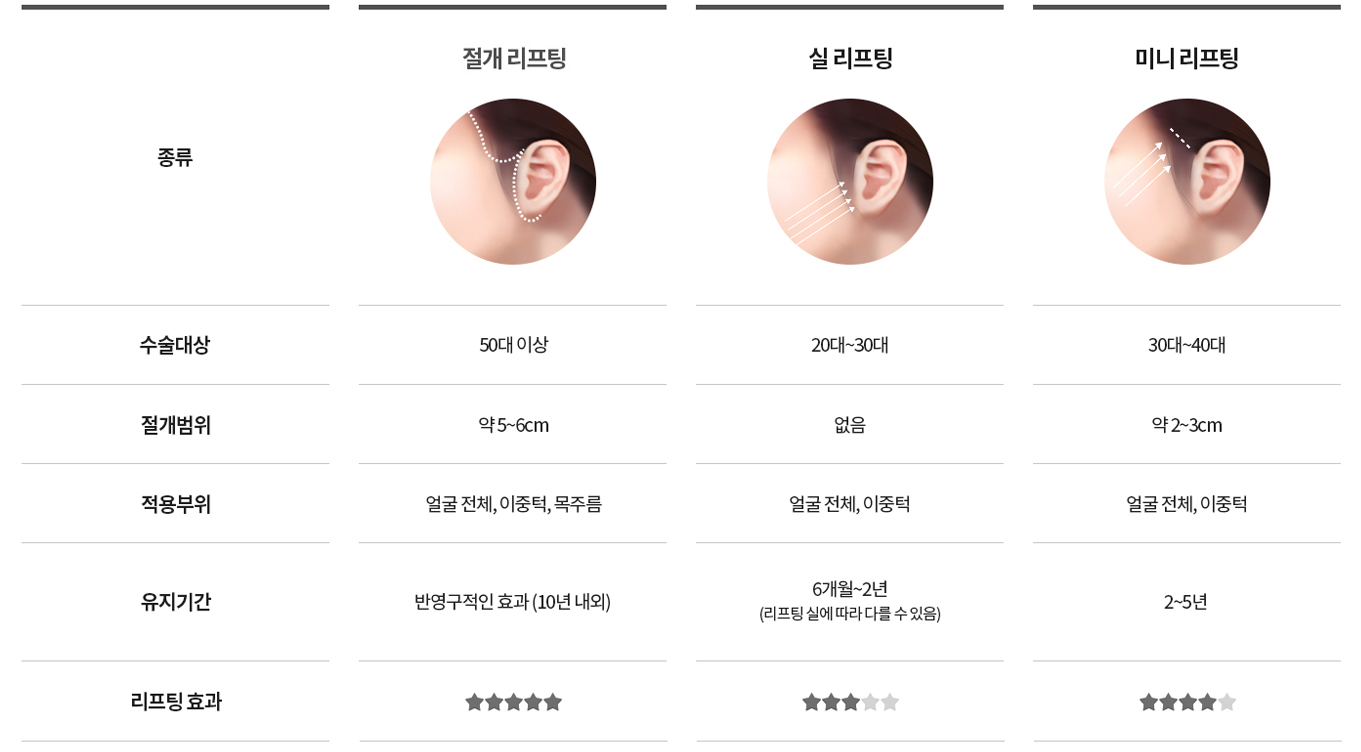 종류
절개 리프팅
실 리프팅
미니 리프팅
수술대상
50대 이상
20대~30대
30대~40대
절개범위
약 5~6cm
없음
약 2~3cm
적용부위
얼굴 전체, 이중턱, 목주름
얼굴 전체, 이중턱
얼굴 전체, 이중턱
유지기간
반영구적인 효과 (10년 내외)
6개월~2년
(리프팅 실에 따라 다를 수 있음)
2~5년
리프팅 효과
★★★★★
★★★★★
★★★★★